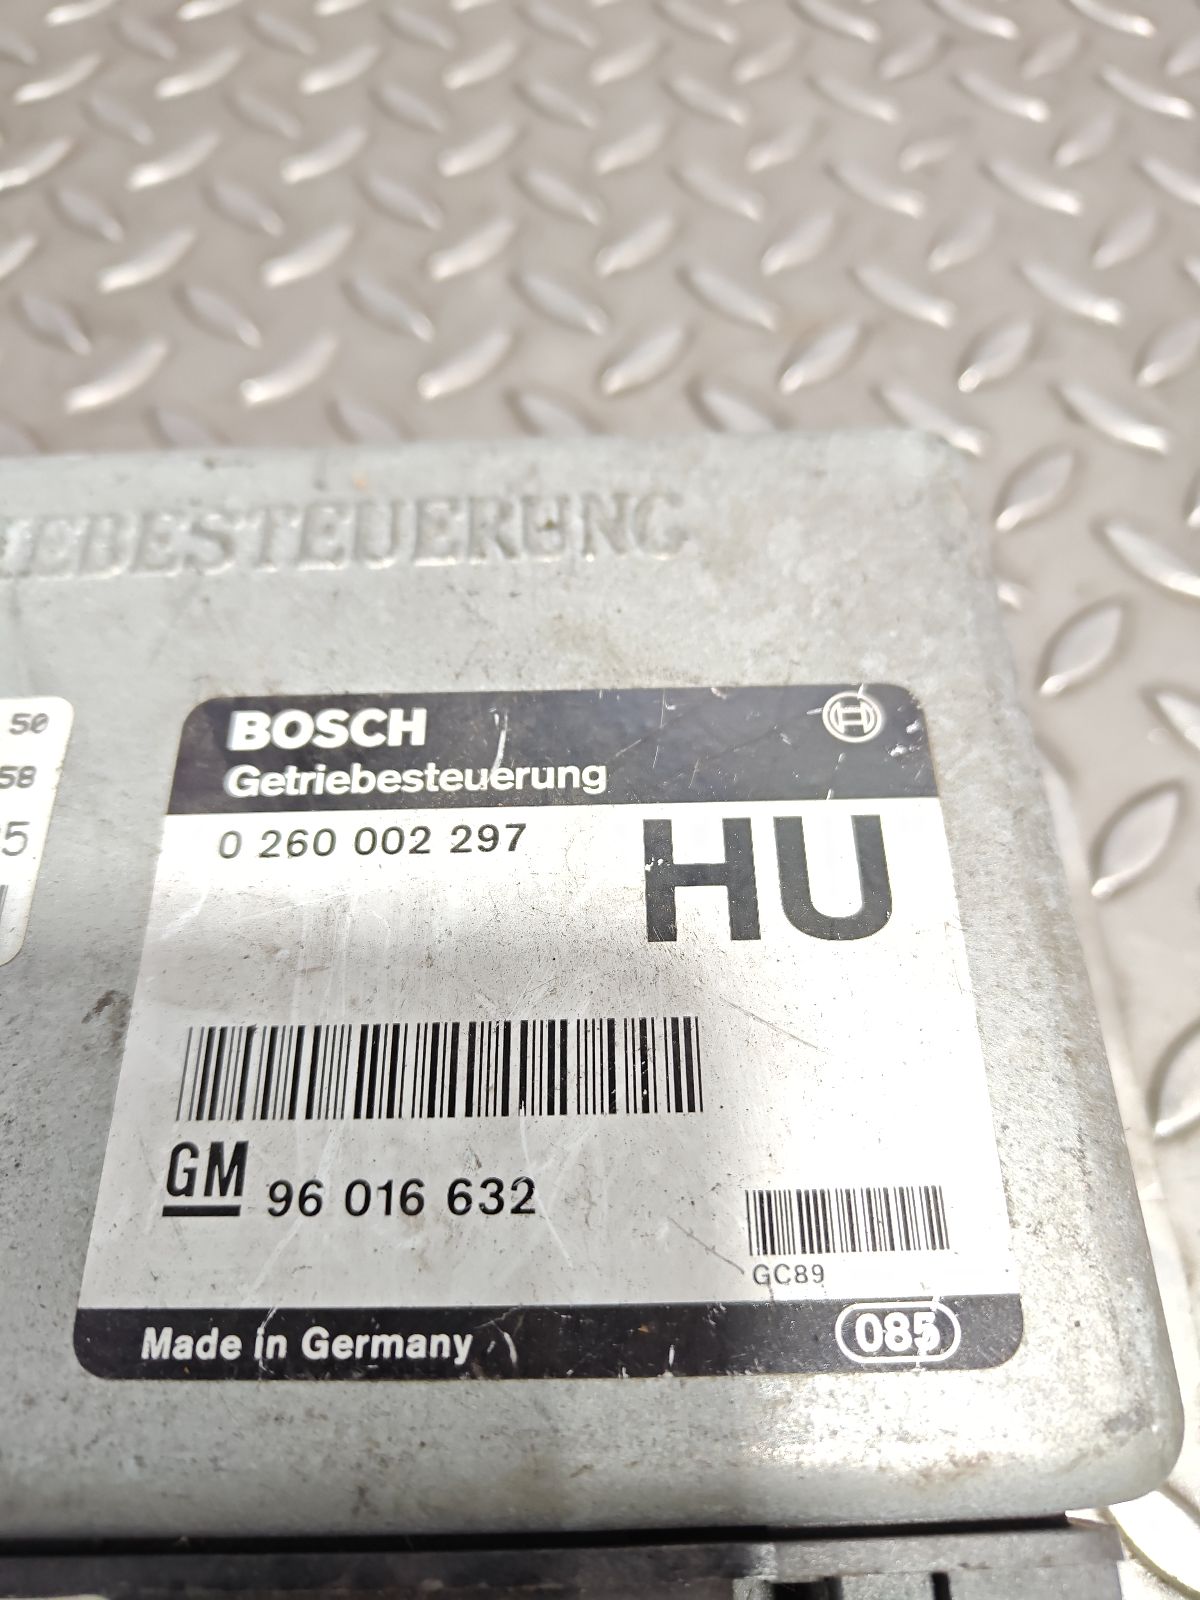 EBESTEUERUNG
50
58
5
BOSCH
Getriebesteuerung
0 260 002 297
HU
GM 96 016 632
GC89
Made in Germany
085